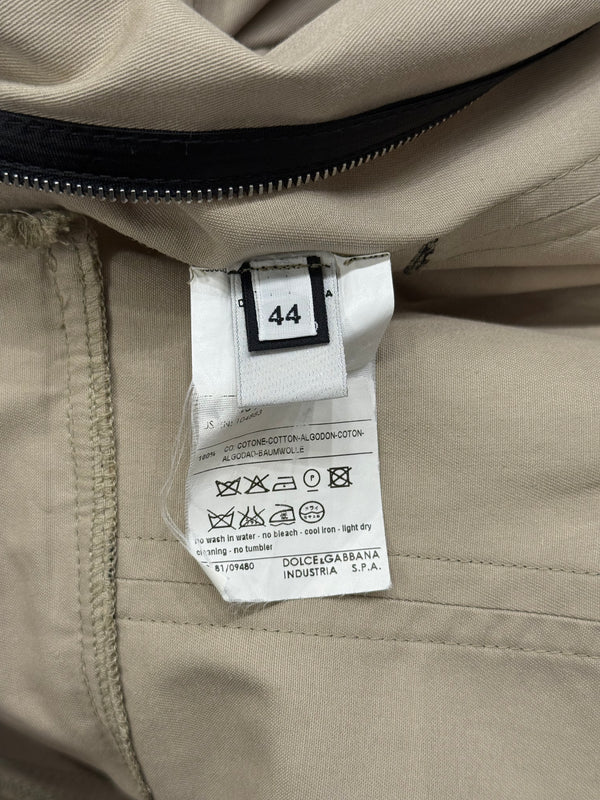 44
100% CO COTONE-COTTON-ALGODON-COTON-
ALGODAO-BAUMWOLLE
P
no wash in water - no bleach - cool iron - light dry
cleaning - no tumbler
81/09480
DOLCE&GABBANA
INDUSTRIA S.P.A.